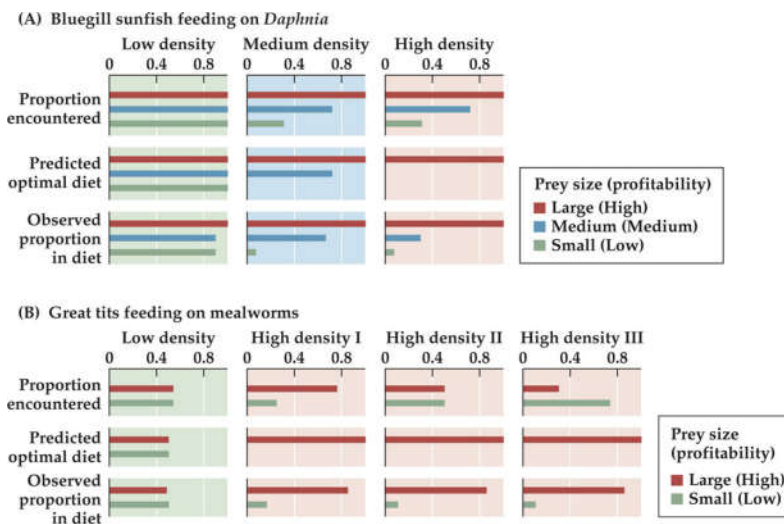 (A) Bluegill sunfish feeding on Daphnia
Low density Medium density High density
0 0.4 0.8 0 0.4 0.8 0 0.4 0.8
Proportion
encountered
Predicted
optimal diet
Observed
proportion
in diet
Prey size (profitability)
Large (High)
Medium (Medium)
Small (Low)
(B) Great tits feeding on mealworms
Low density High density I High density II High density III
0 0.4 0.8 0 0.4 0.8 0 0.4 0.8 0 0.4 0.8
Proportion
encountered
Predicted
optimal diet
Observed
proportion
in diet
Prey size
(profitability)
Large (High)
Small (Low)